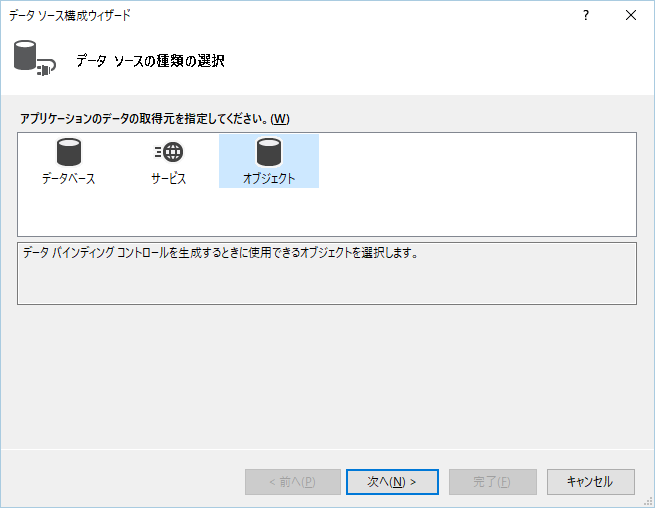 データ ソース構成ウィザード
?
データ ソースの種類の選択
アプリケーションのデータの取得元を指定してください。(W)
データベース
サービス
オブジェクト
データ バインディング コントロールを生成するときに使用できるオブジェクトを選択します。
< 前へ(P)
次へ(N) >
完了(F)
キャンセル